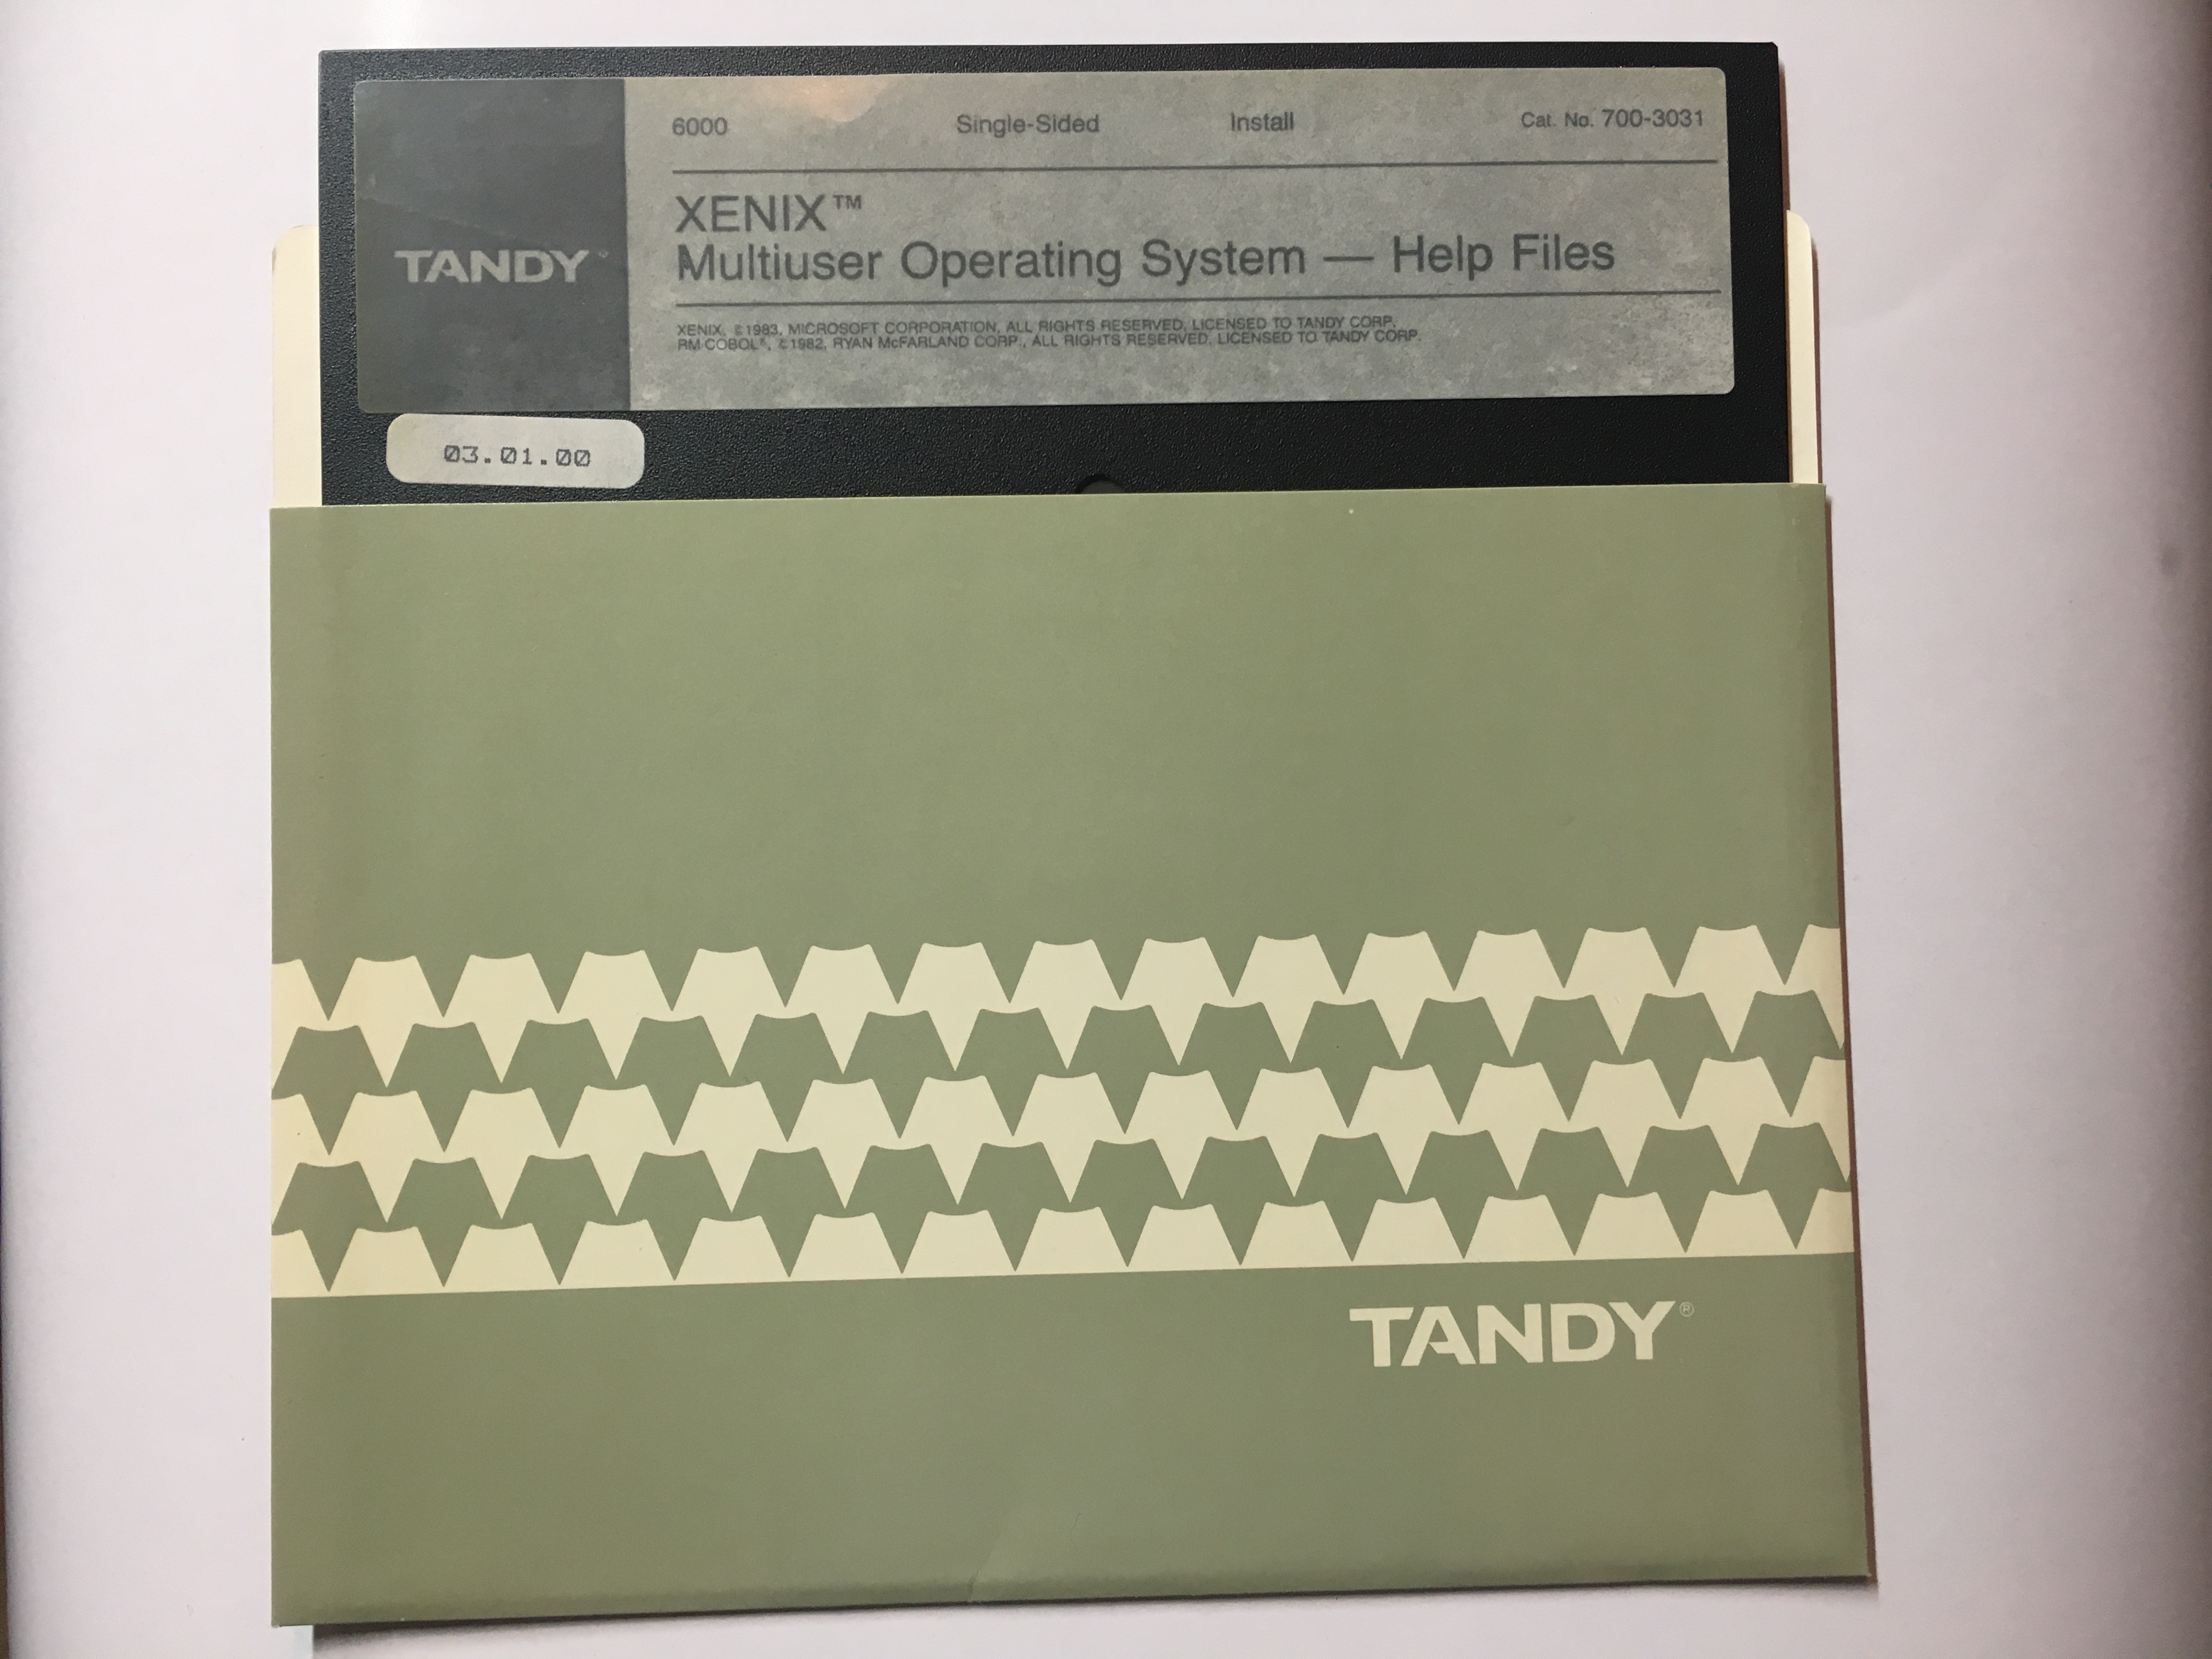 6000 Single-Sided Install Cat. No. 700-3031
XENIX™
TANDY®
Multiuser Operating System — Help Files
XENIX, ©1983, MICROSOFT CORPORATION, ALL RIGHTS RESERVED, LICENSED TO TANDY CORP.
RM COBOL®, ©1982, RYAN McFARLAND CORP., ALL RIGHTS RESERVED, LICENSED TO TANDY CORP.
03.01.00
TANDY®